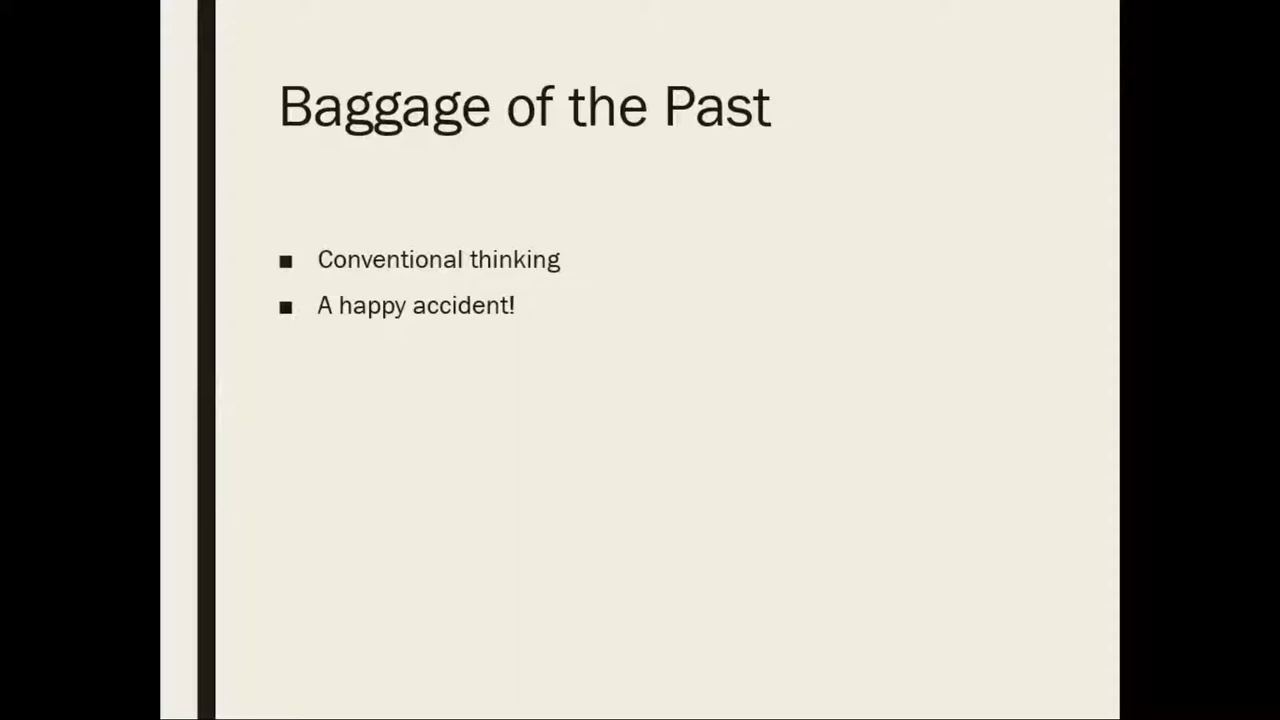 Baggage of the Past
■ Conventional thinking
■ A happy accident!